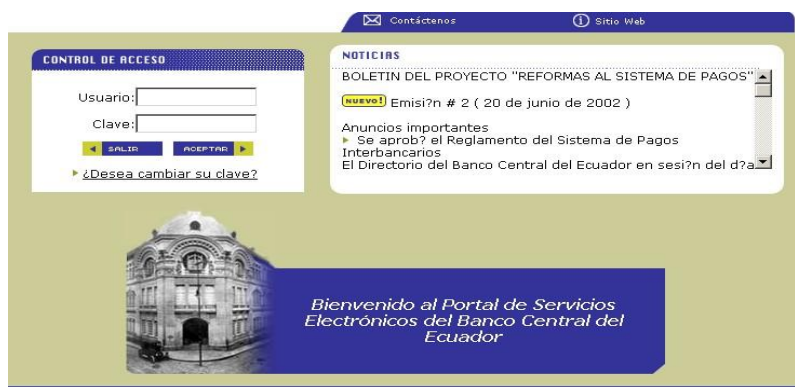 Contáctenos
Sitio Web
CONTROL DE ACCESO
Usuario:
Clave:
SALIR
ACEPTAR
¿Desea cambiar su clave?
NOTICIAS
BOLETIN DEL PROYECTO "REFORMAS AL SISTEMA DE PAGOS"
NUEVO! Emisi?n # 2 ( 20 de junio de 2002 )
Anuncios importantes
Se aprob? el Reglamento del Sistema de Pagos
Interbancarios
El Directorio del Banco Central del Ecuador en sesi?n del d?a
Bienvenido al Portal de Servicios
Electrónicos del Banco Central del
Ecuador